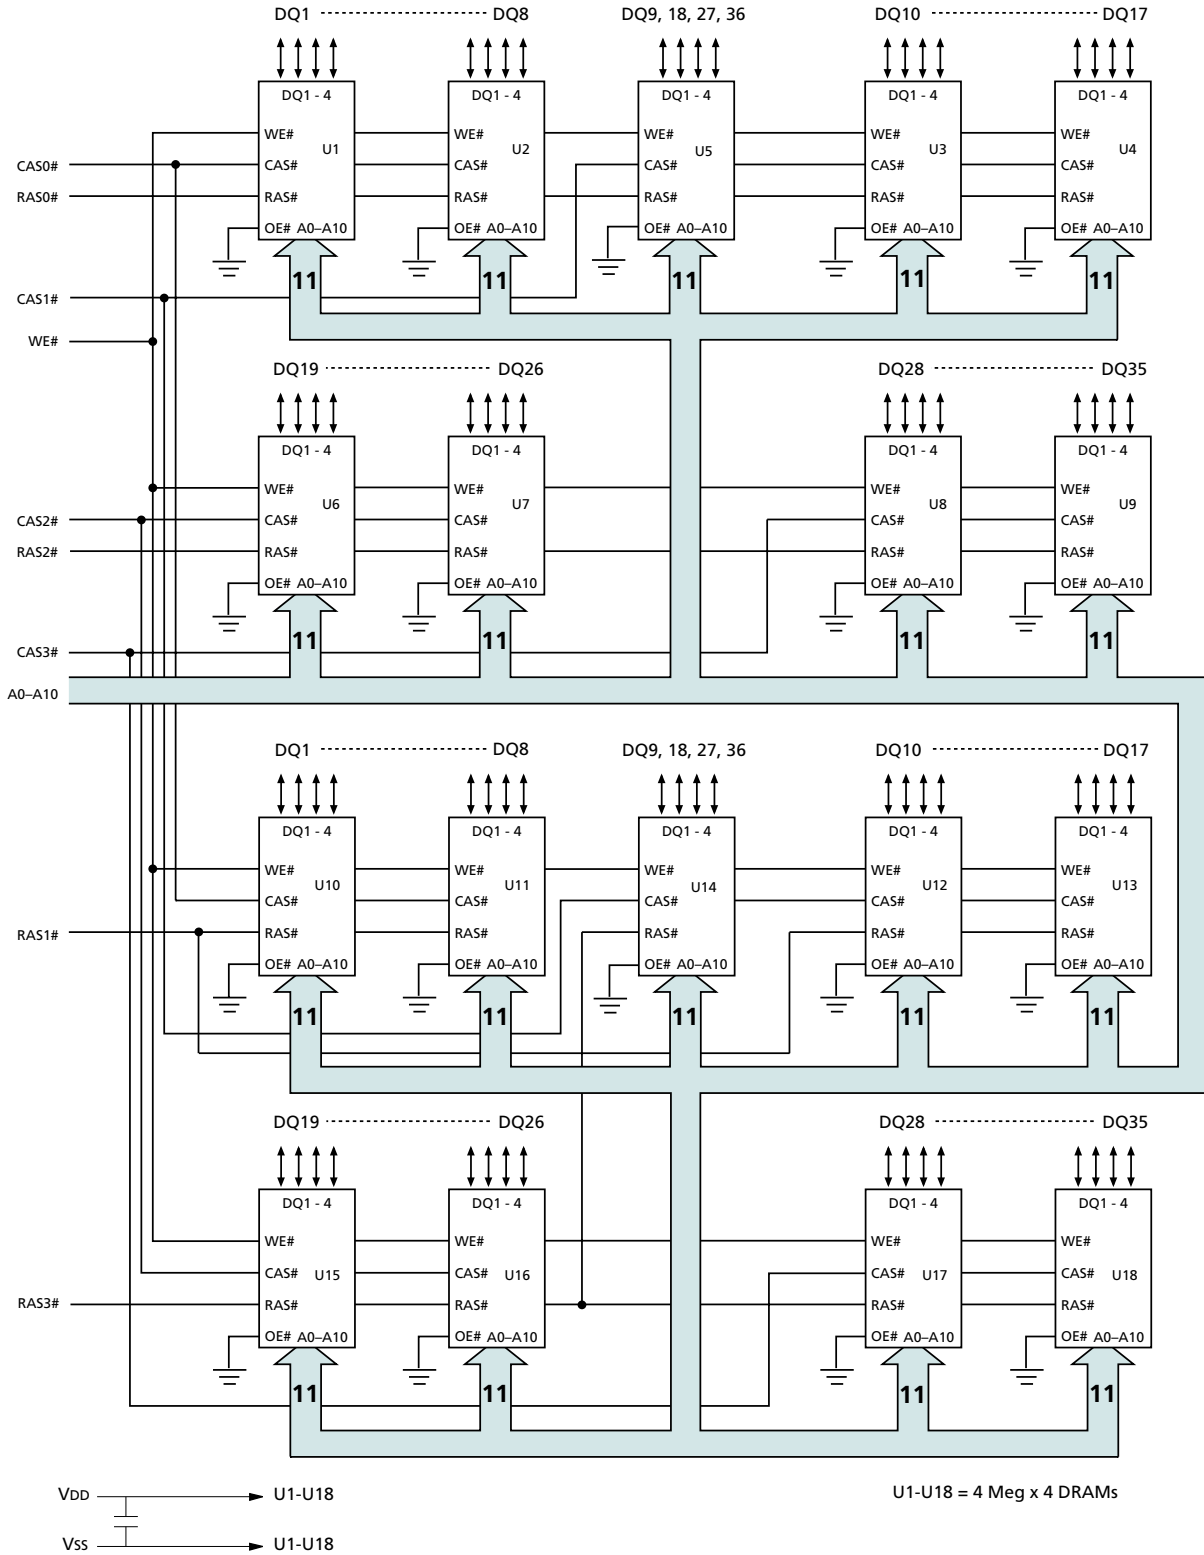 DQ1 DQ8 DQ9, 18, 27, 36 DQ10 DQ17
DQ1 - 4 DQ1 - 4 DQ1 - 4 DQ1 - 4 DQ1 - 4
WE# WE# WE# WE# WE#
U1 U2 U5 U3 U4
CAS0# CAS# CAS# CAS# CAS# CAS#
RAS0# RAS# RAS# RAS# RAS# RAS#
OE# A0–A10 OE# A0–A10 OE# A0–A10 OE# A0–A10 OE# A0–A10
11 11 11 11 11
CAS1#
WE#
DQ19 DQ26 DQ28 DQ35
DQ1 - 4 DQ1 - 4 DQ1 - 4 DQ1 - 4
WE# WE# WE# WE#
U6 U7 U8 U9
CAS2# CAS# CAS# CAS# CAS#
RAS2# RAS# RAS# RAS# RAS#
OE# A0–A10 OE# A0–A10 OE# A0–A10 OE# A0–A10
11 11 11 11
CAS3#
A0–A10
DQ1 DQ8 DQ9, 18, 27, 36 DQ10 DQ17
DQ1 - 4 DQ1 - 4 DQ1 - 4 DQ1 - 4 DQ1 - 4
WE# WE# WE# WE# WE#
U10 U11 U14 U12 U13
CAS# CAS# CAS# CAS# CAS#
RAS1# RAS# RAS# RAS# RAS# RAS#
OE# A0–A10 OE# A0–A10 OE# A0–A10 OE# A0–A10 OE# A0–A10
11 11 11 11 11
DQ19 DQ26 DQ28 DQ35
DQ1 - 4 DQ1 - 4 DQ1 - 4 DQ1 - 4
WE# WE# WE# WE#
CAS# U15 CAS# U16 CAS# U17 CAS# U18
RAS3# RAS# RAS# RAS# RAS#
OE# A0–A10 OE# A0–A10 OE# A0–A10 OE# A0–A10
11 11 11 11
VDD U1-U18 U1-U18 = 4 Meg x 4 DRAMs
Vss U1-U18